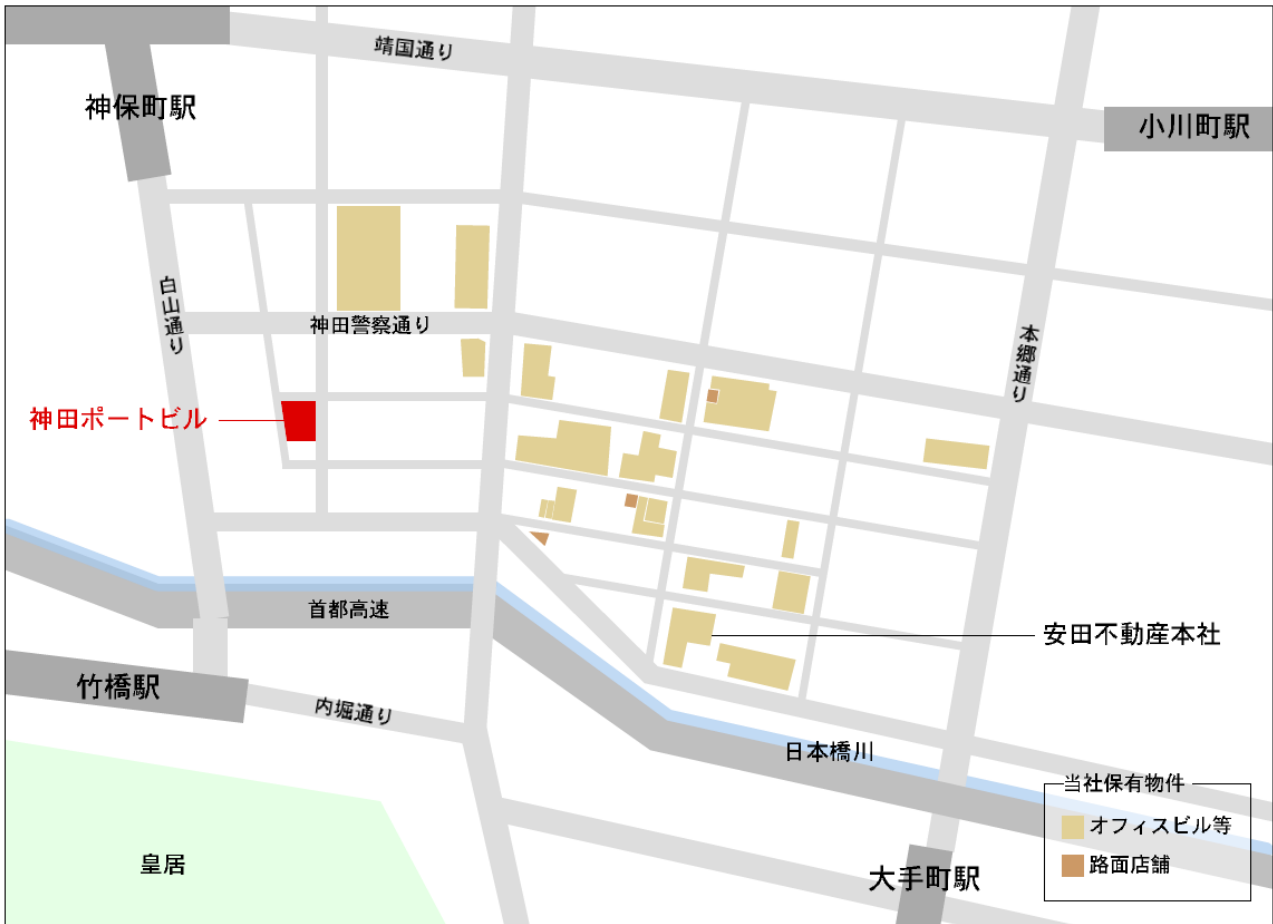 靖国通り
神保町駅
小川町駅
白山通り
神田警察通り
本郷通り
神田ポートビル
首都高速
安田不動産本社
竹橋駅
内堀通り
日本橋川
当社保有物件
オフィスビル等
路面店舗
皇居
大手町駅